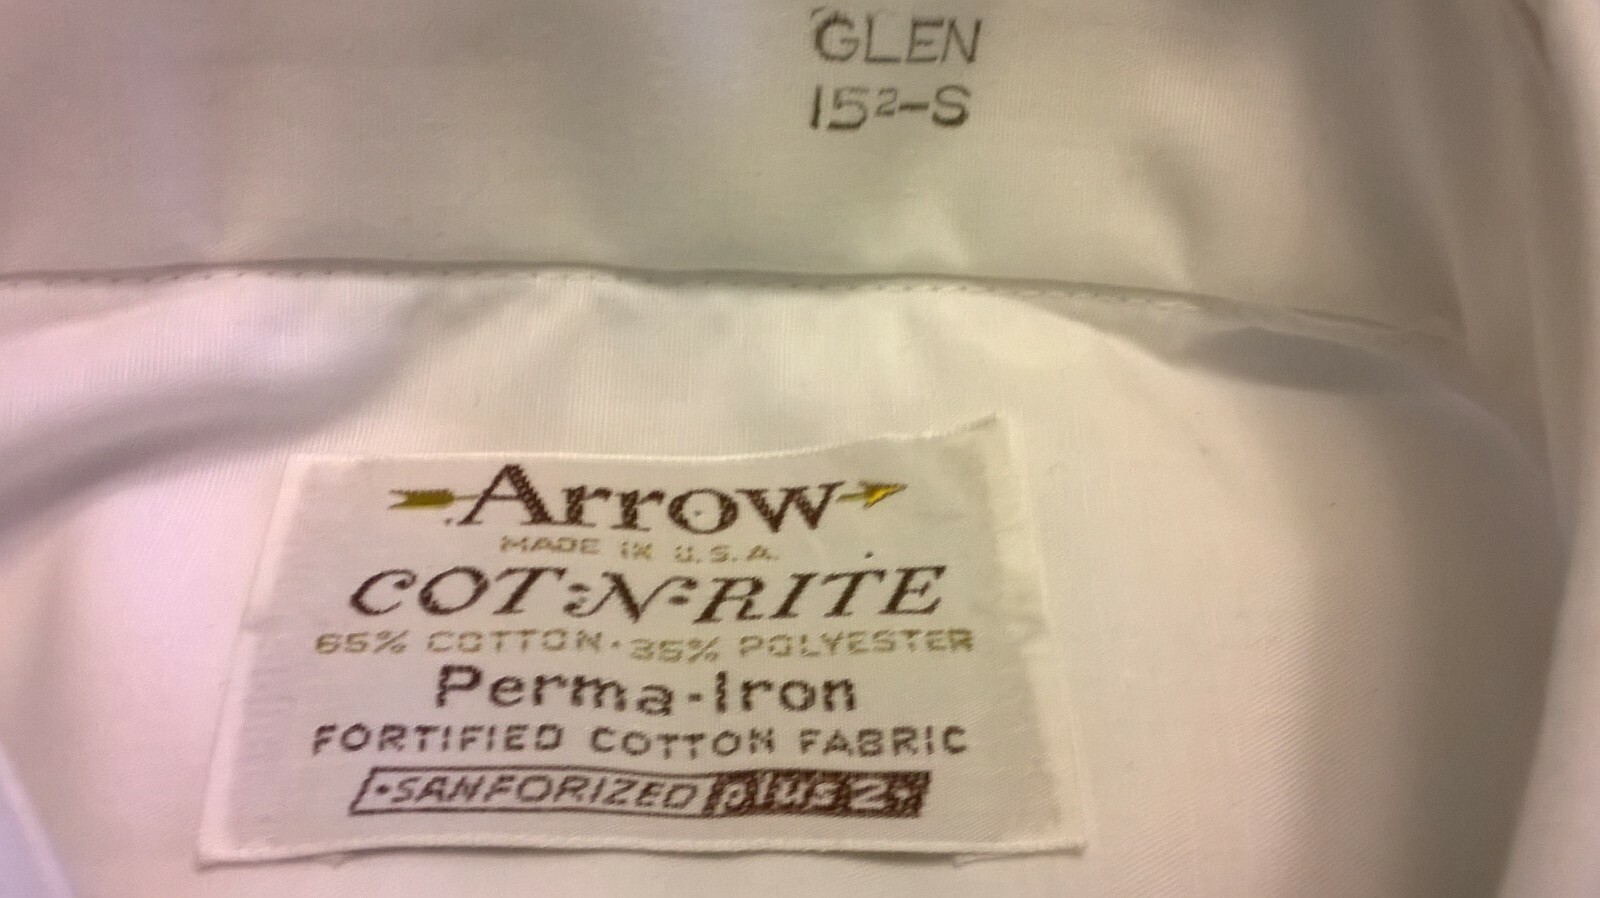 GLEN
15²-S
Arrow
MADE IN U.S.A.
COT-N-RITE
65% COTTON · 35% POLYESTER
Perma-Iron
FORTIFIED COTTON FABRIC
·SANFORIZED plus 2·